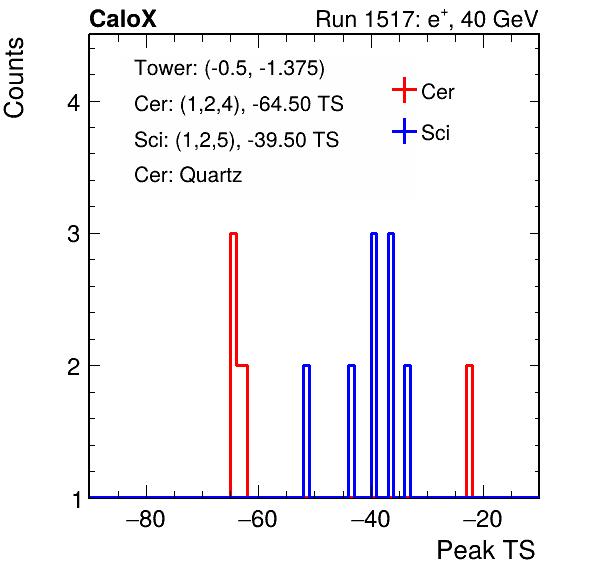 CaloX Run 1517: e⁺, 40 GeV
Counts
Tower: (-0.5, -1.375)
Cer: (1,2,4), -64.50 TS
Sci: (1,2,5), -39.50 TS
Cer: Quartz
Cer
Sci
4
3
2
1
−80 −60 −40 −20
Peak TS